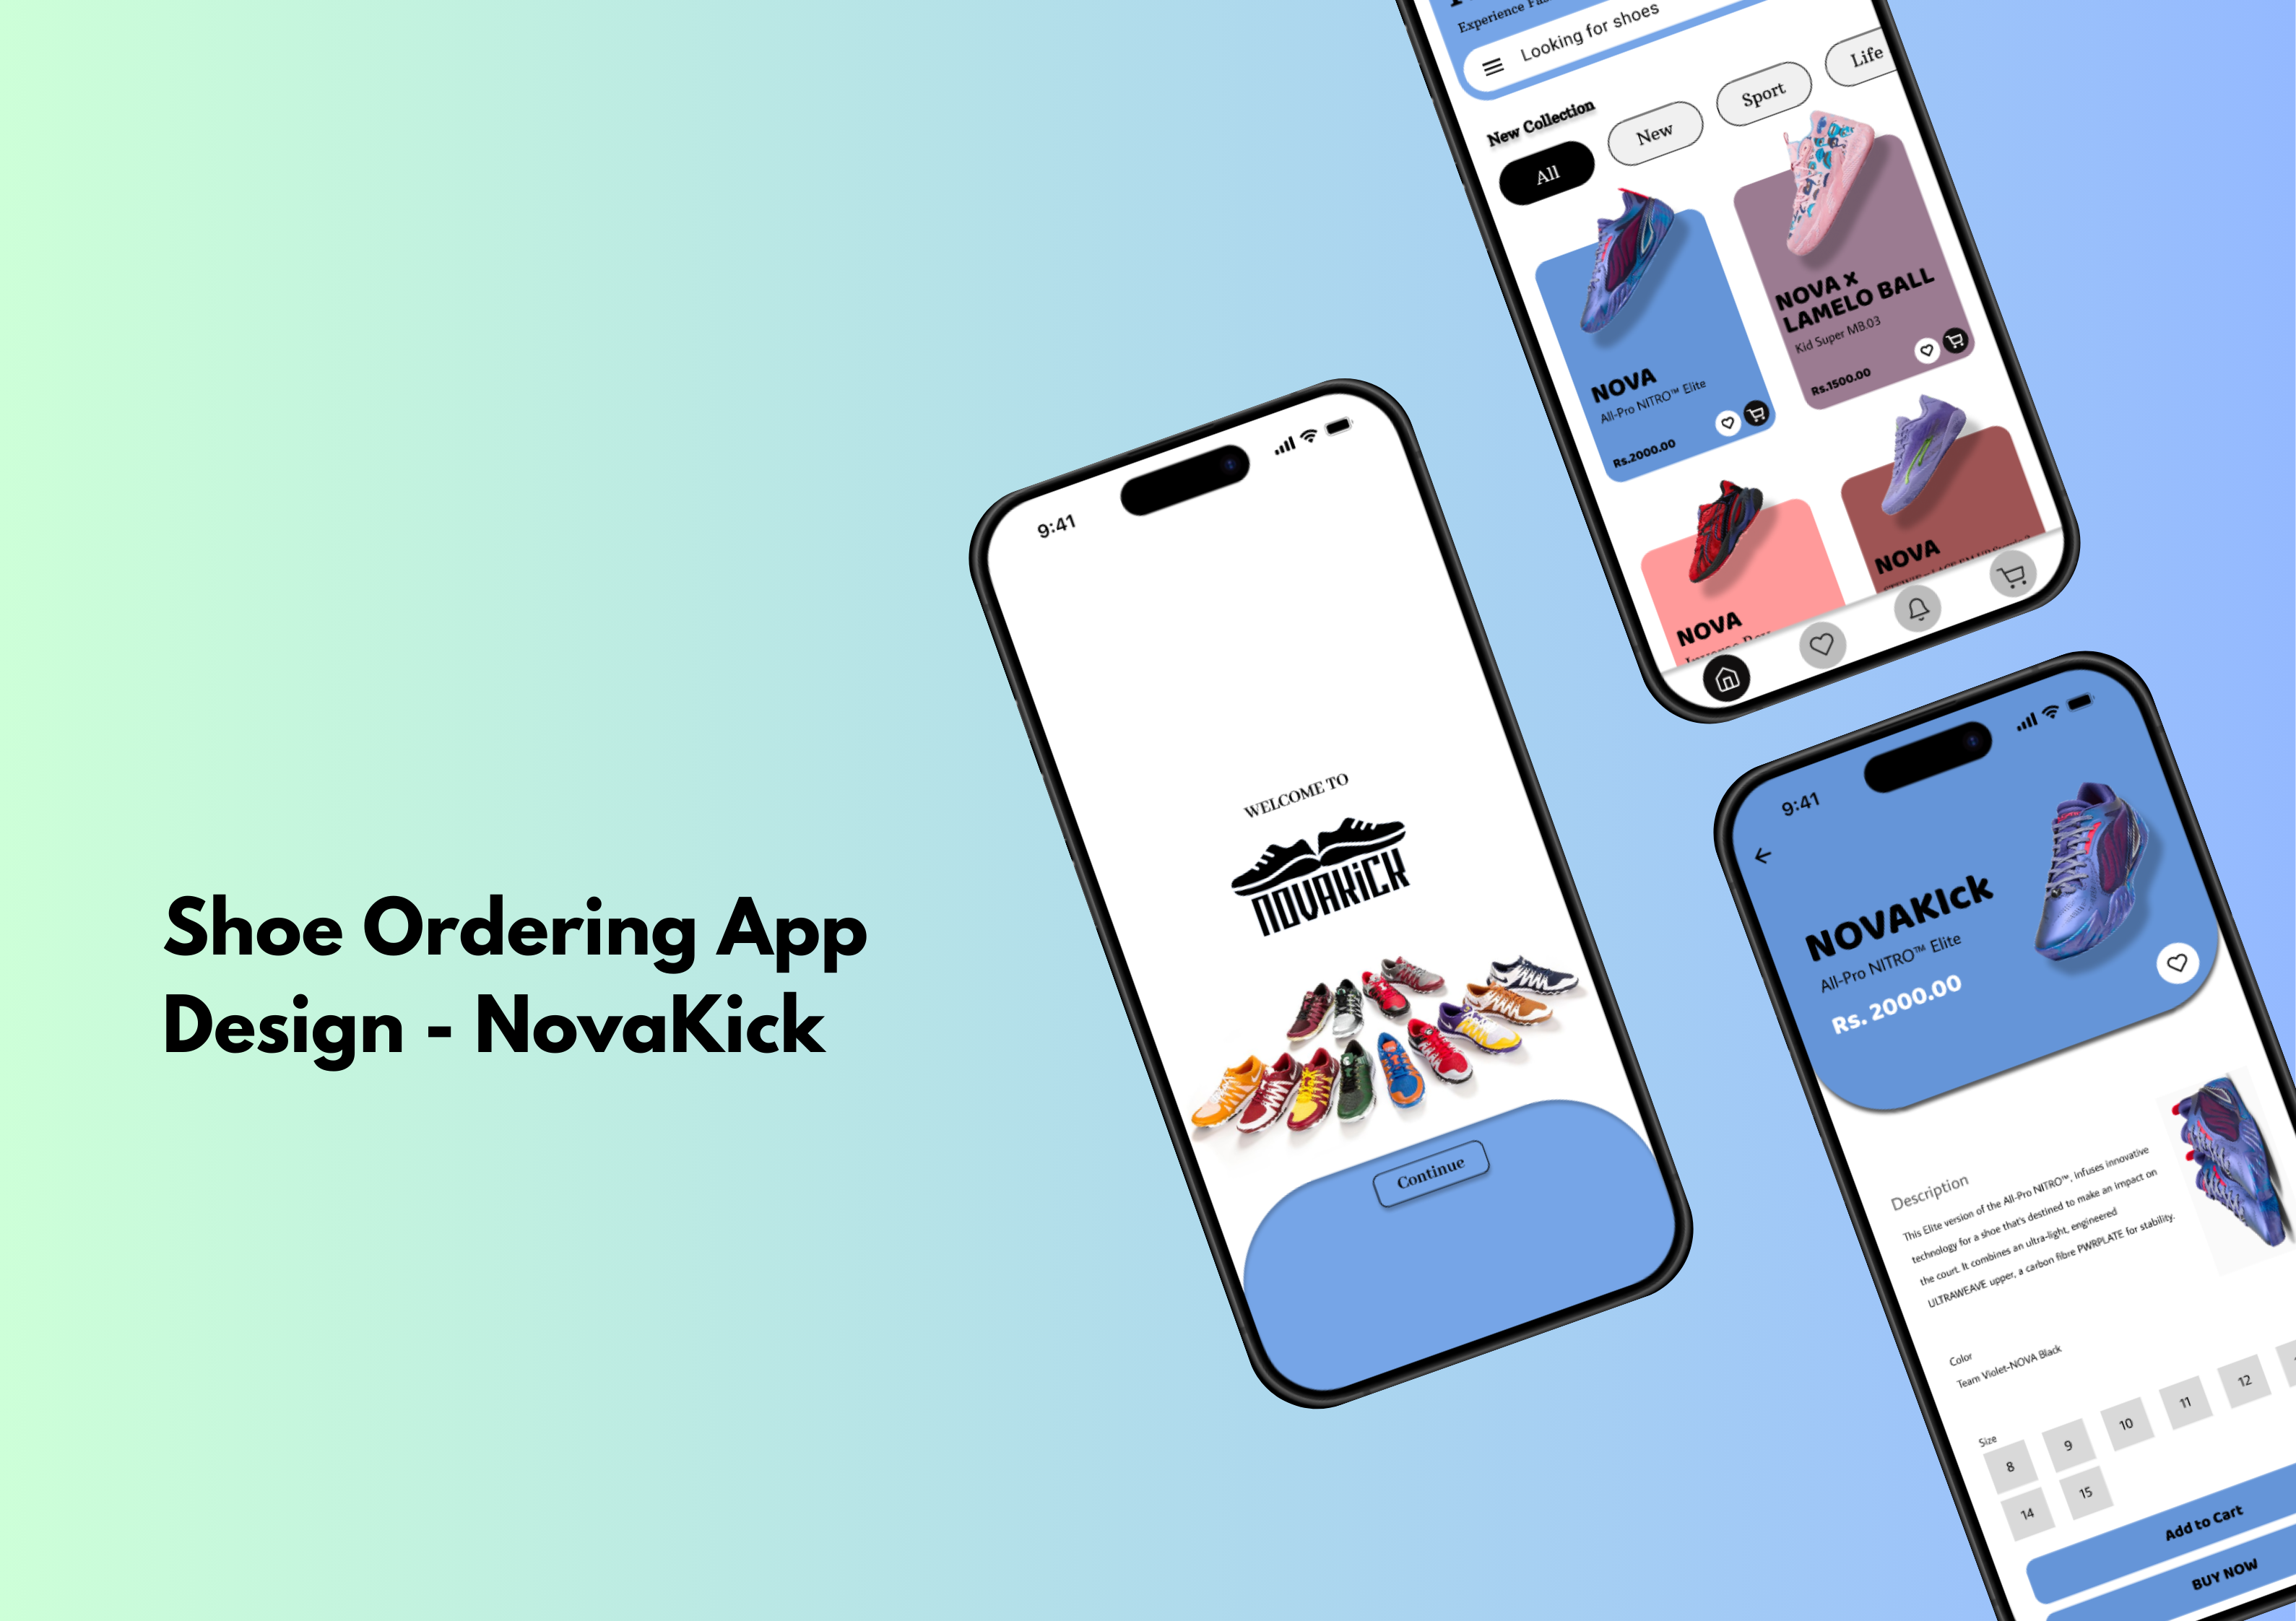 Shoe Ordering App
Design - NovaKick
9:41
WELCOME TO
NOVAKiCK
Continue
Experience
Looking for shoes
New Collection
All
New
Sport
Life
NOVA
All-Pro NITRO™ Elite
Rs.2000.00
NOVA x
LAMELO BALL
Kid Super MB.03
Rs.1500.00
NOVA
NOVA
9:41
NOVAKIck
All-Pro NITRO™ Elite
Rs. 2000.00
Description
This Elite version of the All-Pro NITRO™, infuses innovative
technology for a shoe that's destined to make an impact on
the court. It combines an ultra-light, engineered
ULTRAWEAVE upper, a carbon fibre PWRPLATE for stability.
Color
Team Violet-NOVA Black
Size
8 9 10 11 12
14 15
Add to Cart
BUY NOW